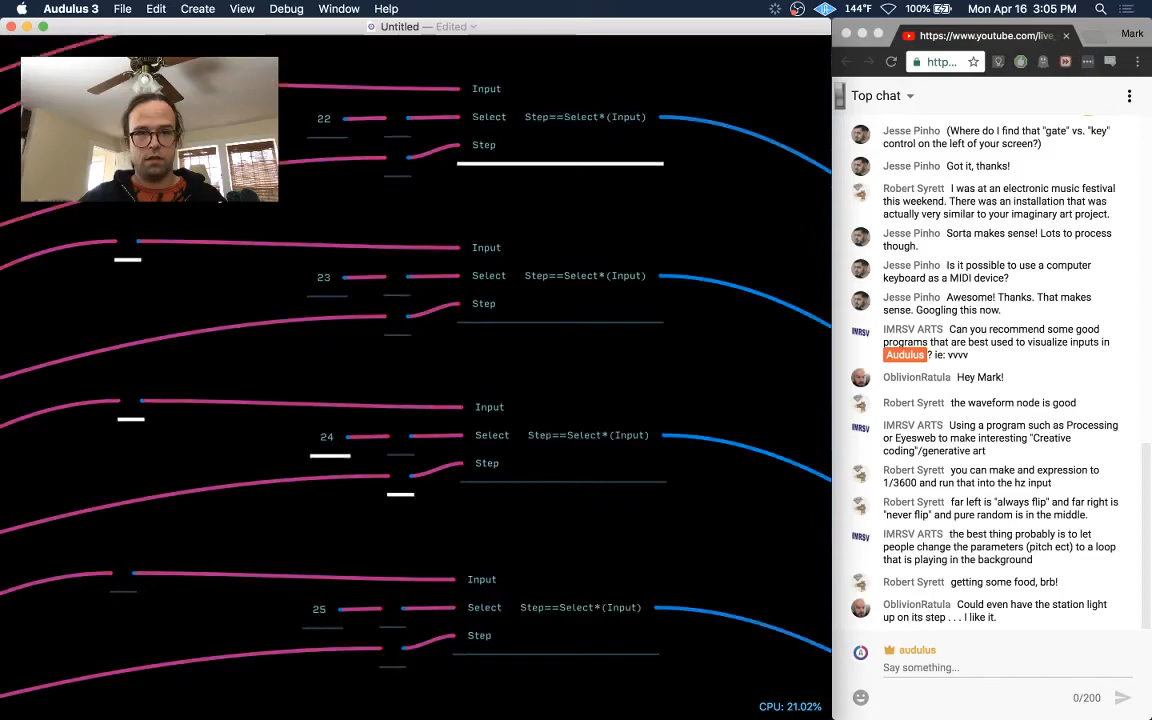 Audulus 3 File Edit Create View Debug Window Help 144°F 100% Mon Apr 16 3:05 PM
Untitled — Edited
https://www.youtube.com/live_
Mark
http...
Top chat
Input
22 Select Step==Select*(Input)
Step
Input
23 Select Step==Select*(Input)
Step
Input
24 Select Step==Select*(Input)
Step
Input
25 Select Step==Select*(Input)
Step
CPU: 21.02%
Jesse Pinho (Where do I find that "gate" vs. "key"
control on the left of your screen?)
Jesse Pinho Got it, thanks!
Robert Syrett I was at an electronic music festival
this weekend. There was an installation that was
actually very similar to your imaginary art project.
Jesse Pinho Sorta makes sense! Lots to process
though.
Jesse Pinho Is it possible to use a computer
keyboard as a MIDI device?
Jesse Pinho Awesome! Thanks. That makes
sense. Googling this now.
IMRSV IMRSV ARTS Can you recommend some good
programs that are best used to visualize inputs in
Audulus ? ie: vvvv
OblivionRatula Hey Mark!
Robert Syrett the waveform node is good
IMRSV IMRSV ARTS Using a program such as Processing
or Eyesweb to make interesting "Creative
coding"/generative art
Robert Syrett you can make and expression to
1/3600 and run that into the hz input
Robert Syrett far left is "always flip" and far right is
"never flip" and pure random is in the middle.
IMRSV IMRSV ARTS the best thing probably is to let
people change the parameters (pitch ect) to a loop
that is playing in the background
Robert Syrett getting some food, brb!
OblivionRatula Could even have the station light
up on its step . . . I like it.
audulus
Say something...
0/200